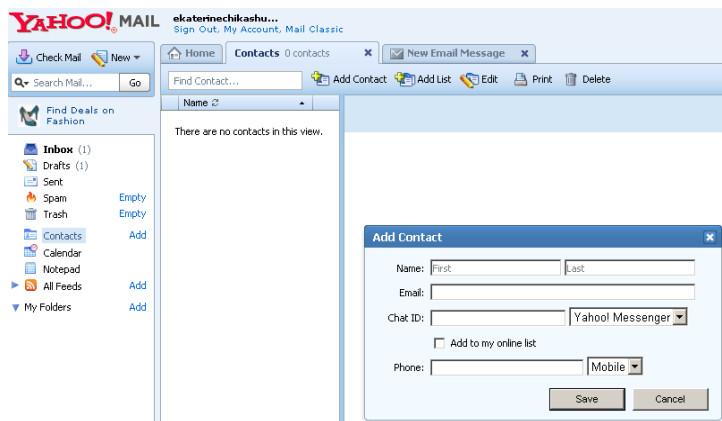 YAHOO! MAIL
ekaterinechikashu...
Sign Out, My Account, Mail Classic
Check Mail New
Home Contacts 0 contacts x New Email Message x
Search Mail... Go
Find Contact... Add Contact Add List Edit Print Delete
Name
Find Deals on
Fashion
There are no contacts in this view.
Inbox (1)
Drafts (1)
Sent
Spam Empty
Trash Empty
Contacts Add
Calendar
Notepad
All Feeds Add
My Folders Add
Add Contact x
Name: First Last
Email:
Chat ID: Yahoo! Messenger
Add to my online list
Phone: Mobile
Save Cancel